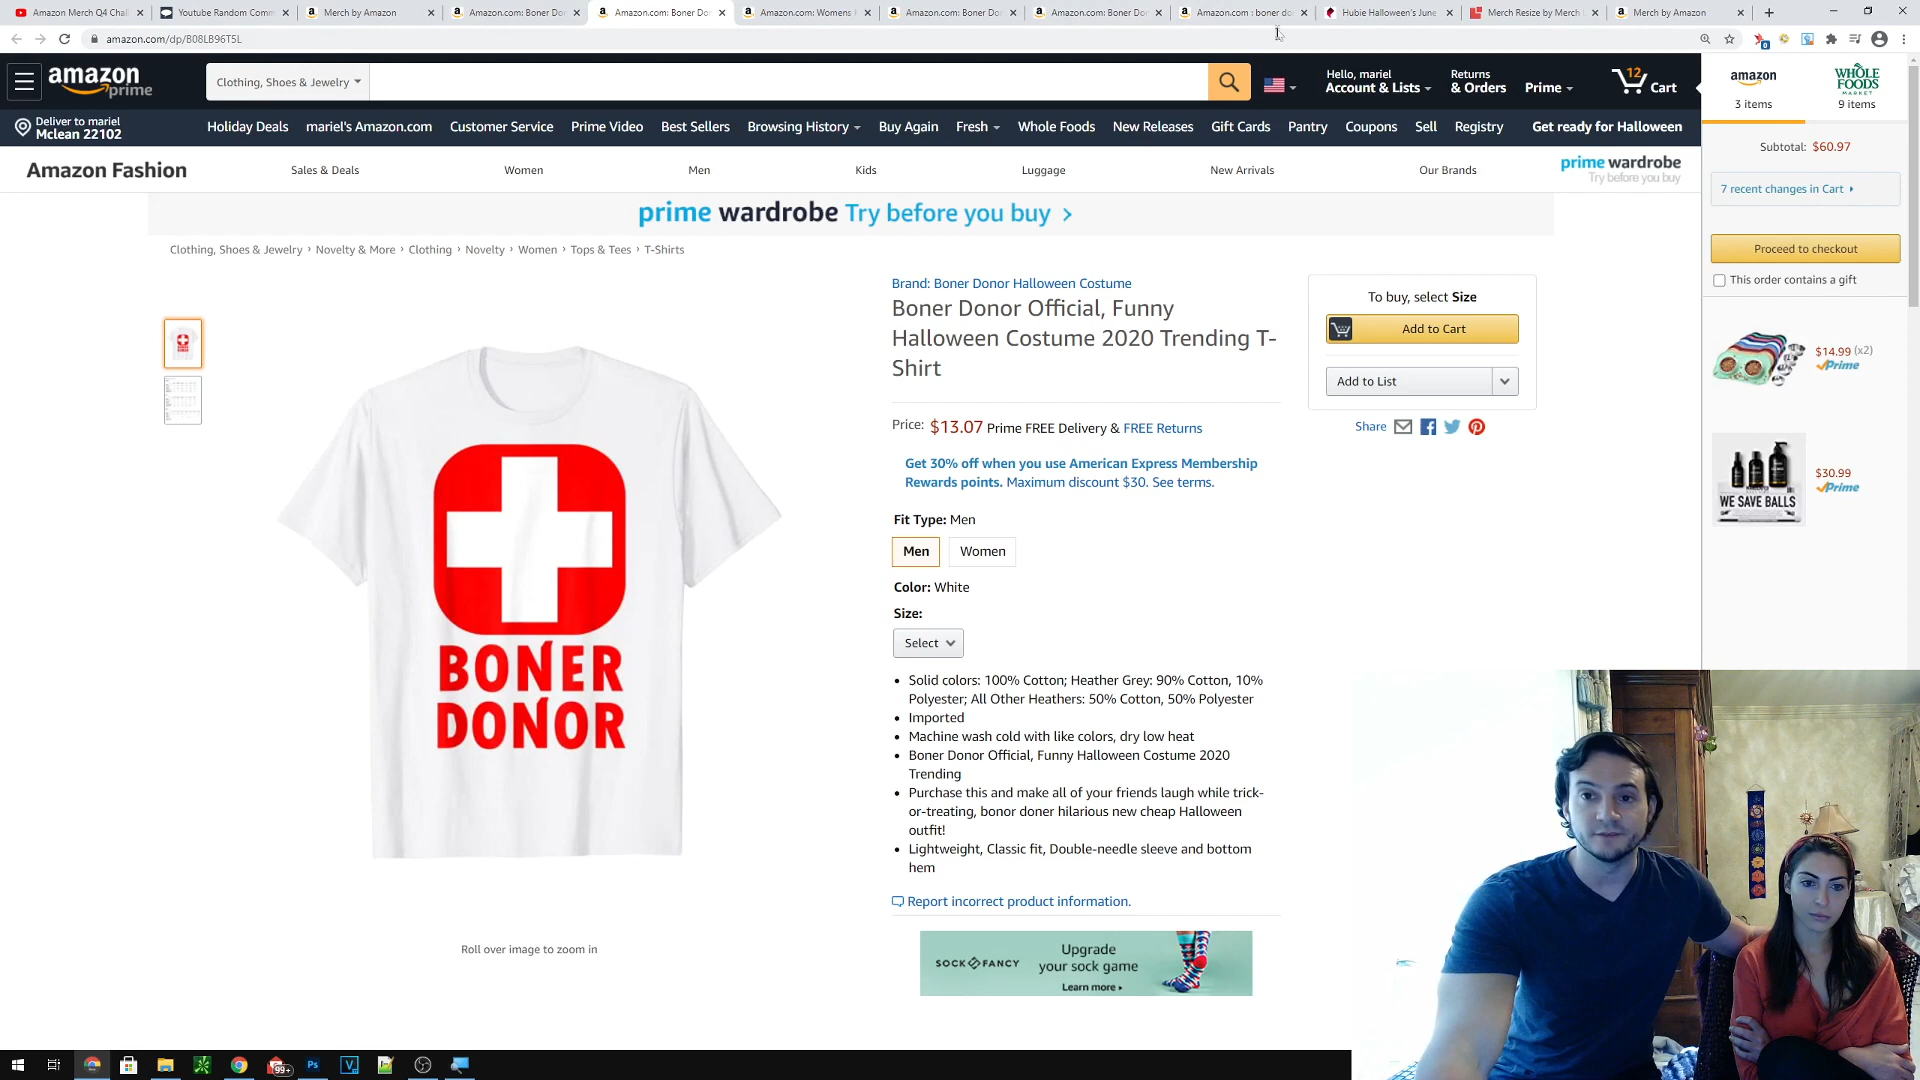 Amazon Merch Q4 Chall
Youtube Random Comm
Merch by Amazon
Amazon.com: Boner Do
Amazon.com: Boner Do
Amazon.com: Womens
Amazon.com: Boner Do
Amazon.com: Boner Do
Amazon.com : boner do
Hubie Halloween's June
Merch Resize by Merch
Merch by Amazon
amazon.com/dp/B08LB96T5L
amazon prime
Clothing, Shoes & Jewelry
Hello, mariel
Account & Lists
Returns
& Orders
Prime
12
Cart
Deliver to mariel
Mclean 22102
Holiday Deals mariel's Amazon.com Customer Service Prime Video Best Sellers Browsing History Buy Again Fresh Whole Foods New Releases Gift Cards Pantry Coupons Sell Registry Get ready for Halloween
Amazon Fashion Sales & Deals Women Men Kids Luggage New Arrivals Our Brands
prime wardrobe
Try before you buy
prime wardrobe Try before you buy ›
Clothing, Shoes & Jewelry › Novelty & More › Clothing › Novelty › Women › Tops & Tees › T-Shirts
BONER
DONOR
Roll over image to zoom in
Brand: Boner Donor Halloween Costume
Boner Donor Official, Funny
Halloween Costume 2020 Trending T-
Shirt
Price: $13.07 Prime FREE Delivery & FREE Returns
Get 30% off when you use American Express Membership
Rewards points. Maximum discount $30. See terms.
Fit Type: Men
Men Women
Color: White
Size:
Select
• Solid colors: 100% Cotton; Heather Grey: 90% Cotton, 10%
Polyester; All Other Heathers: 50% Cotton, 50% Polyester
• Imported
• Machine wash cold with like colors, dry low heat
• Boner Donor Official, Funny Halloween Costume 2020
Trending
• Purchase this and make all of your friends laugh while trick-
or-treating, bonor doner hilarious new cheap Halloween
outfit!
• Lightweight, Classic fit, Double-needle sleeve and bottom
hem
Report incorrect product information.
SOCK FANCY
Upgrade
your sock game
Learn more
To buy, select Size
Add to Cart
Add to List
Share
amazon
3 items
WHOLE
FOODS
MARKET
9 items
Subtotal: $60.97
7 recent changes in Cart
Proceed to checkout
This order contains a gift
$14.99 (x2)
Prime
WE SAVE BALLS
$30.99
Prime
99+
Ps
V